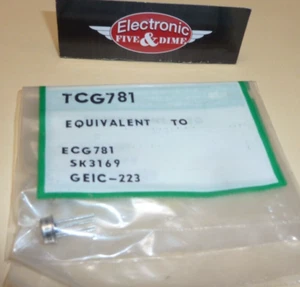 Electronic
FIVE & DIME
TCG781
EQUIVALENT TO
ECG781
SK3169
GEIC-223